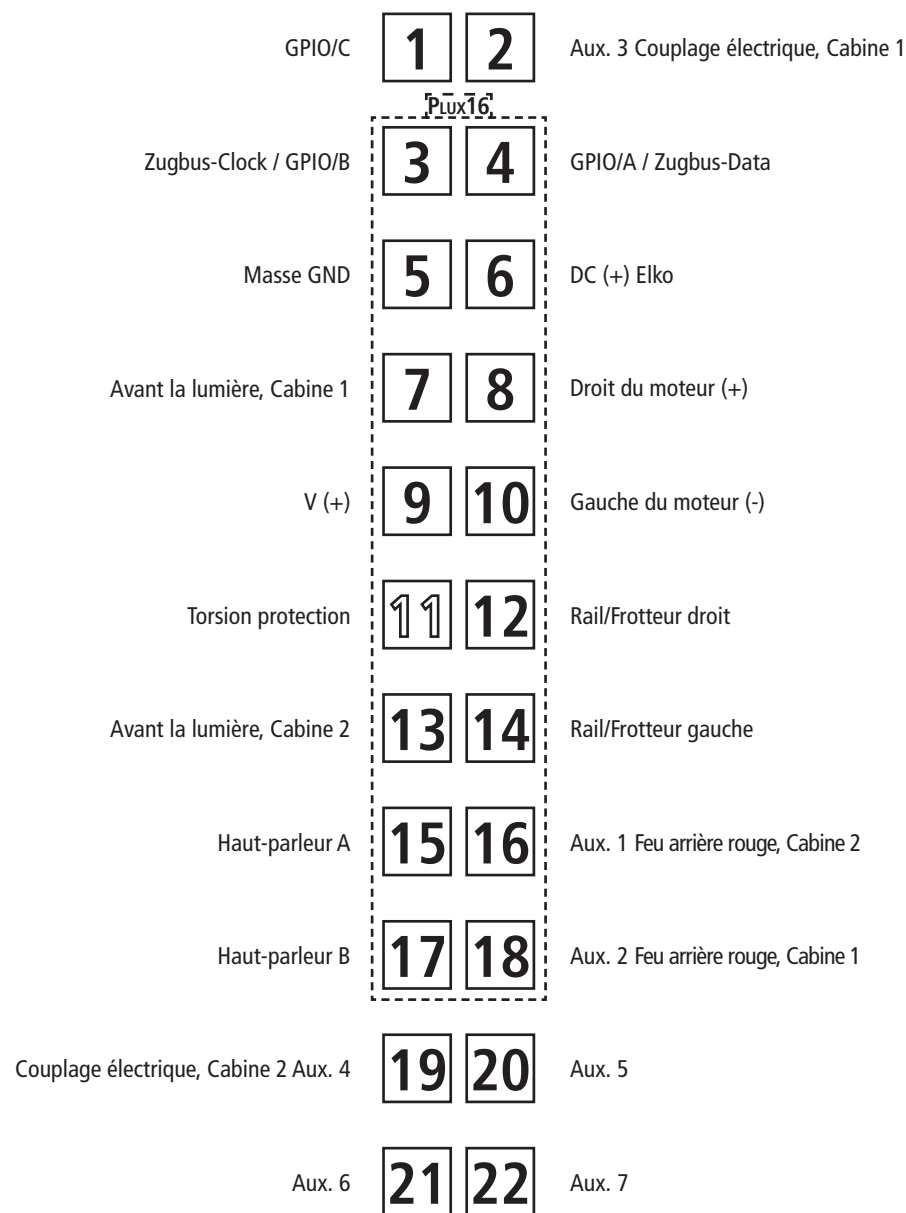 GPIO/C 1 2 Aux. 3 Couplage électrique, Cabine 1
PLUX16
Zugbus-Clock / GPIO/B 3 4 GPIO/A / Zugbus-Data
Masse GND 5 6 DC (+) Elko
Avant la lumière, Cabine 1 7 8 Droit du moteur (+)
V (+) 9 10 Gauche du moteur (-)
Torsion protection 11 12 Rail/Frotteur droit
Avant la lumière, Cabine 2 13 14 Rail/Frotteur gauche
Haut-parleur A 15 16 Aux. 1 Feu arrière rouge, Cabine 2
Haut-parleur B 17 18 Aux. 2 Feu arrière rouge, Cabine 1
Couplage électrique, Cabine 2 Aux. 4 19 20 Aux. 5
Aux. 6 21 22 Aux. 7